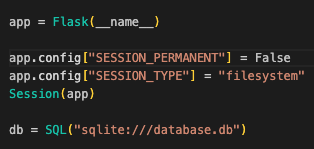 app = Flask(__name__)
app.config["SESSION_PERMANENT"] = False
app.config["SESSION_TYPE"] = "filesystem"
Session(app)
db = SQL("sqlite:///database.db")